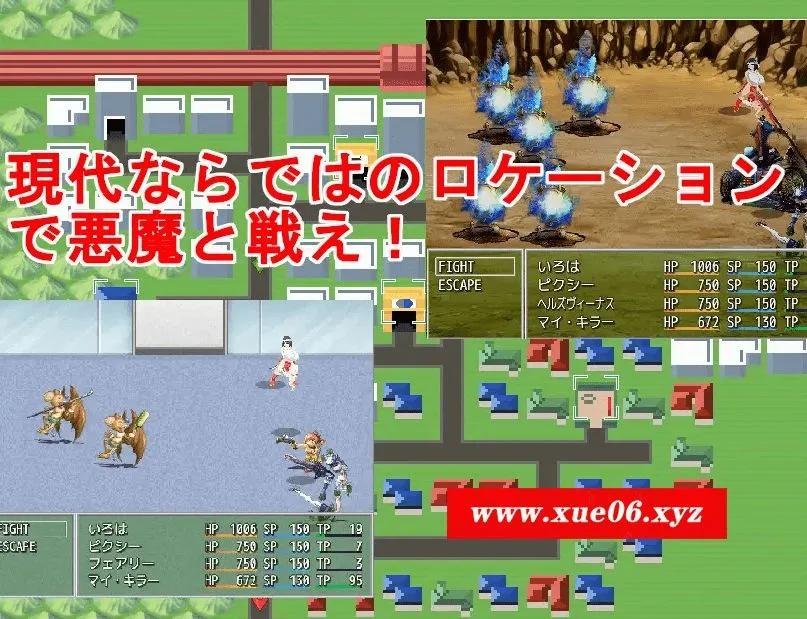 現代ならではのロケーション
で悪魔と戦え！
FIGHT
ESCAPE
いろは HP 1006 SP 150 TP
ピクシー HP 750 SP 150 TP
ヘルズヴィーナス HP 750 SP 150 TP
マイ・キラー HP 672 SP 130 TP
www.xue06.xyz
FIGHT
ESCAPE
いろは HP 1006 SP 150 TP 19
ピクシー HP 750 SP 150 TP 7
フェアリー HP 750 SP 150 TP 3
マイ・キラー HP 672 SP 130 TP 95